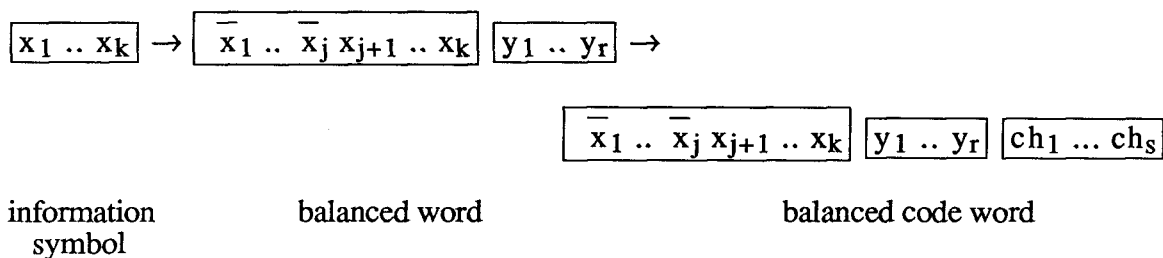 x₁ .. xₖ → x̅₁ .. x̅ⱼ xⱼ₊₁ .. xₖ y₁ .. yᵣ →
x̅₁ .. x̅ⱼ xⱼ₊₁ .. xₖ y₁ .. yᵣ ch₁ ... chₛ
information balanced word balanced code word
symbol